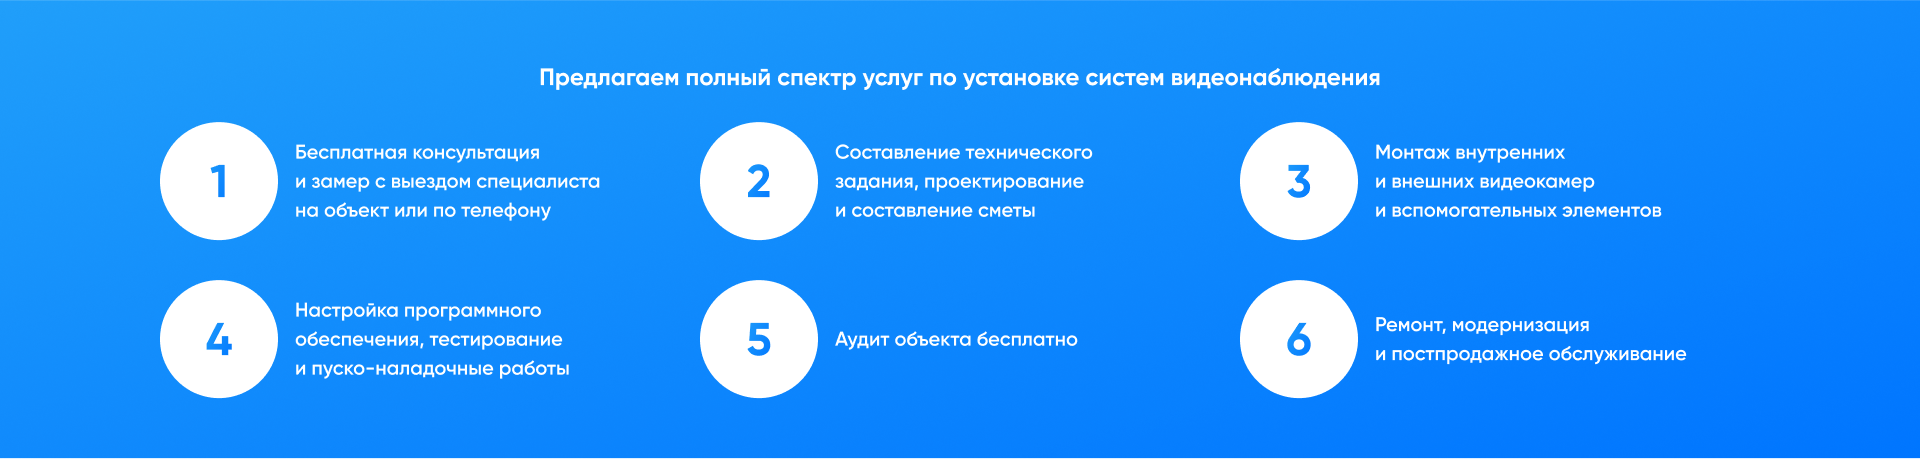 Предлагаем полный спектр услуг по установке систем видеонаблюдения
1
Бесплатная консультация
и замер с выездом специалиста
на объект или по телефону
2
Составление технического
задания, проектирование
и составление сметы
3
Монтаж внутренних
и внешних видеокамер
и вспомогательных элементов
4
Настройка программного
обеспечения, тестирование
и пуско-наладочные работы
5
Аудит объекта бесплатно
6
Ремонт, модернизация
и постпродажное обслуживание